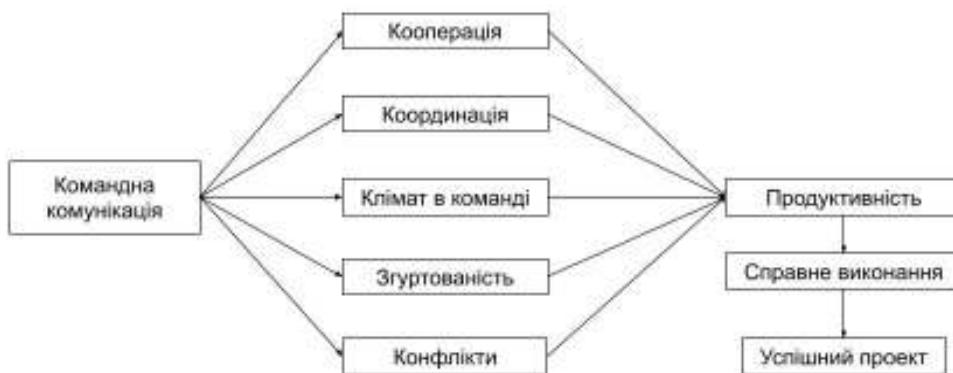 Кооперація
Координація
Командна
комунікація
Клімат в команді
Продуктивність
Згуртованість
Справне виконання
Конфлікти
Успішний проект